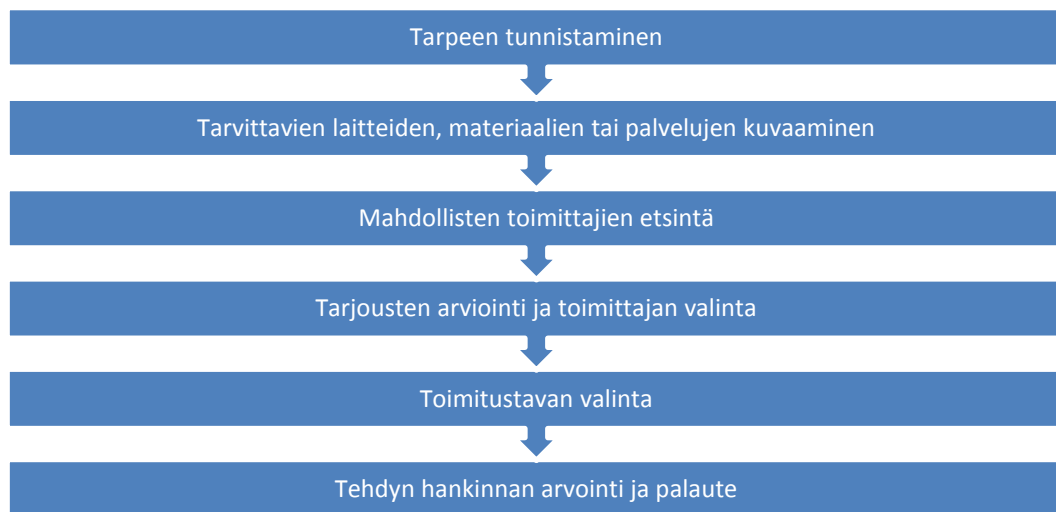 Tarpeen tunnistaminen
Tarvittavien laitteiden, materiaalien tai palvelujen kuvaaminen
Mahdollisten toimittajien etsintä
Tarjousten arviointi ja toimittajan valinta
Toimitustavan valinta
Tehdyn hankinnan arvointi ja palaute